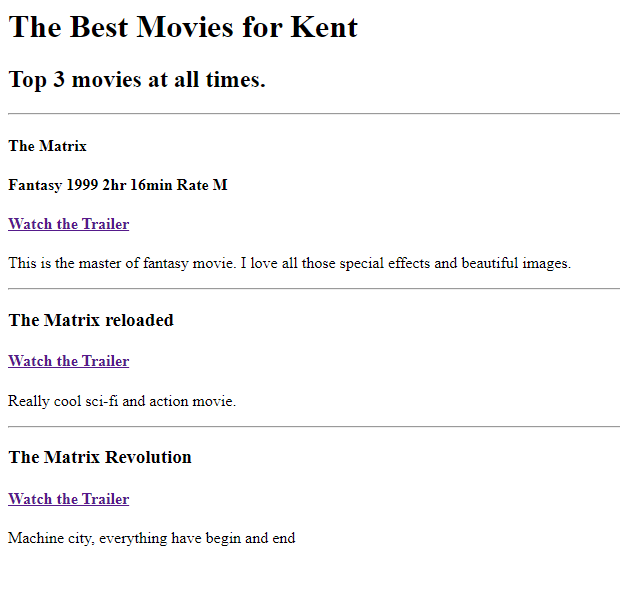 The Best Movies for Kent
Top 3 movies at all times.
The Matrix
Fantasy 1999 2hr 16min Rate M
Watch the Trailer
This is the master of fantasy movie. I love all those special effects and beautiful images.
The Matrix reloaded
Watch the Trailer
Really cool sci-fi and action movie.
The Matrix Revolution
Watch the Trailer
Machine city, everything have begin and end